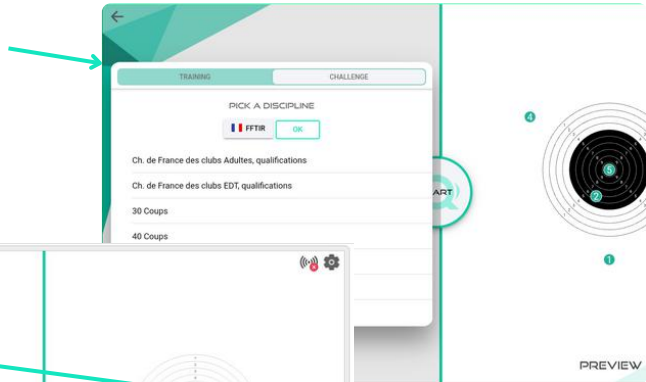 TRAINING CHALLENGE
PICK A DISCIPLINE
FFTIR OK
Ch. de France des clubs Adultes, qualifications
Ch. de France des clubs EDT, qualifications
30 Coups
40 Coups
ART
4
5
2
1
PREVIEW